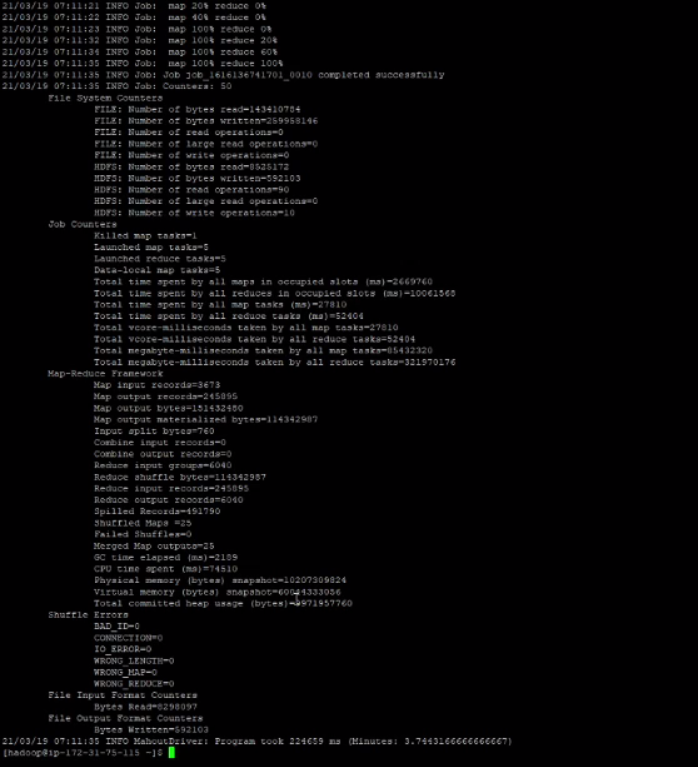 21/03/19 07:11:21 INFO Job:  map 20% reduce 0%
21/03/19 07:11:22 INFO Job:  map 40% reduce 0%
21/03/19 07:11:23 INFO Job:  map 100% reduce 0%
21/03/19 07:11:32 INFO Job:  map 100% reduce 20%
21/03/19 07:11:34 INFO Job:  map 100% reduce 60%
21/03/19 07:11:35 INFO Job:  map 100% reduce 100%
21/03/19 07:11:35 INFO Job: Job job_1616136741701_0010 completed successfully
21/03/19 07:11:35 INFO Job: Counters: 50
File System Counters
FILE: Number of bytes read=143410784
FILE: Number of bytes written=259958146
FILE: Number of read operations=0
FILE: Number of large read operations=0
FILE: Number of write operations=0
HDFS: Number of bytes read=8525172
HDFS: Number of bytes written=592103
HDFS: Number of read operations=90
HDFS: Number of large read operations=0
HDFS: Number of write operations=10
Job Counters
Killed map tasks=1
Launched map tasks=5
Launched reduce tasks=5
Data-local map tasks=5
Total time spent by all maps in occupied slots (ms)=2669760
Total time spent by all reduces in occupied slots (ms)=10061568
Total time spent by all map tasks (ms)=27810
Total time spent by all reduce tasks (ms)=52404
Total vcore-milliseconds taken by all map tasks=27810
Total vcore-milliseconds taken by all reduce tasks=52404
Total megabyte-milliseconds taken by all map tasks=85432320
Total megabyte-milliseconds taken by all reduce tasks=321970176
Map-Reduce Framework
Map input records=3673
Map output records=245895
Map output bytes=151432480
Map output materialized bytes=114342987
Input split bytes=760
Combine input records=0
Combine output records=0
Reduce input groups=6040
Reduce shuffle bytes=114342987
Reduce input records=245895
Reduce output records=6040
Spilled Records=491790
Shuffled Maps =25
Failed Shuffles=0
Merged Map outputs=25
GC time elapsed (ms)=2189
CPU time spent (ms)=74510
Physical memory (bytes) snapshot=10207309824
Virtual memory (bytes)
Total committed heap usage
Shuffle Errors
BAD_ID=0
CONNECTION=0
IO_ERROR=0
WRONG_LENGTH=0
WRONG_MAP=0
WRONG_REDUCE=0
File Input Format Counters
Bytes Read=8298097
File Output Format Counters
Bytes Written=592103
21/03/19 07:11:35 INFO MahoutDriver: Program took 224659 ms (Minutes: 3.7443166666666667)
[hadoop@ip-172-31-75-115 ~]$